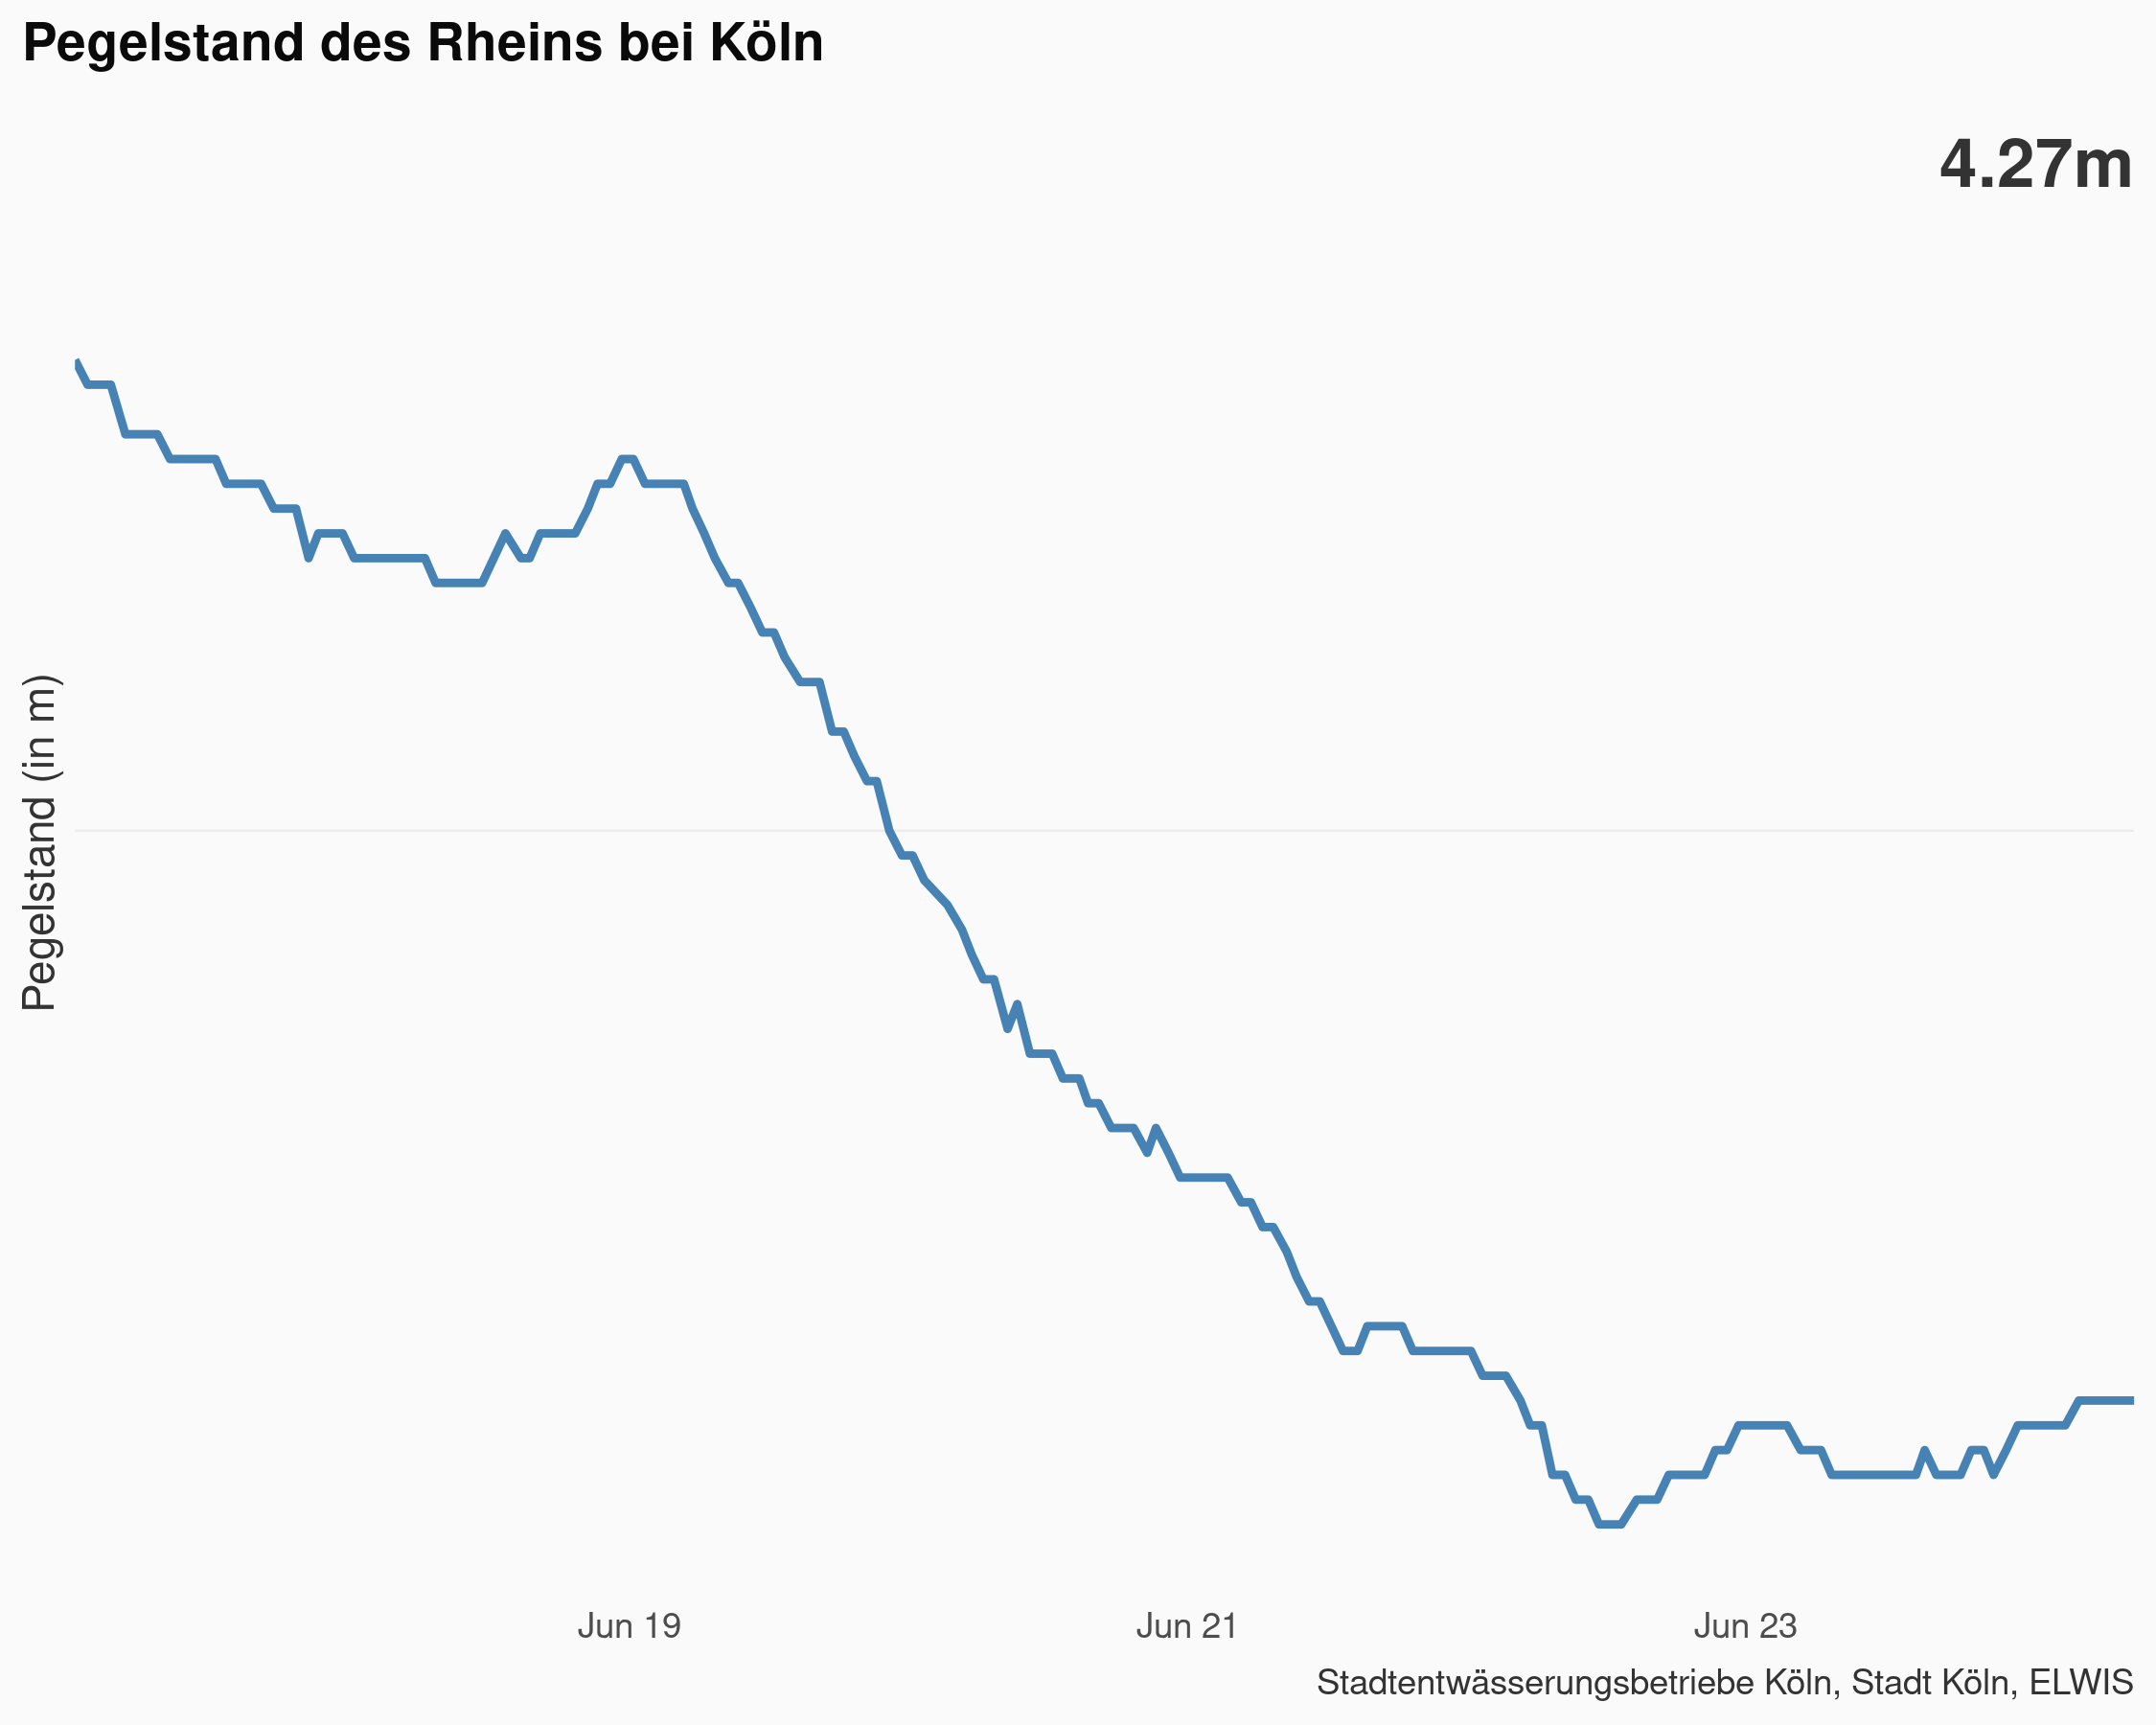 Pegelstand des Rheins bei Köln
4.27m
Pegelstand (in m)
Jun 19
Jun 21
Jun 23
Stadtentwässerungsbetriebe Köln, Stadt Köln, ELWIS